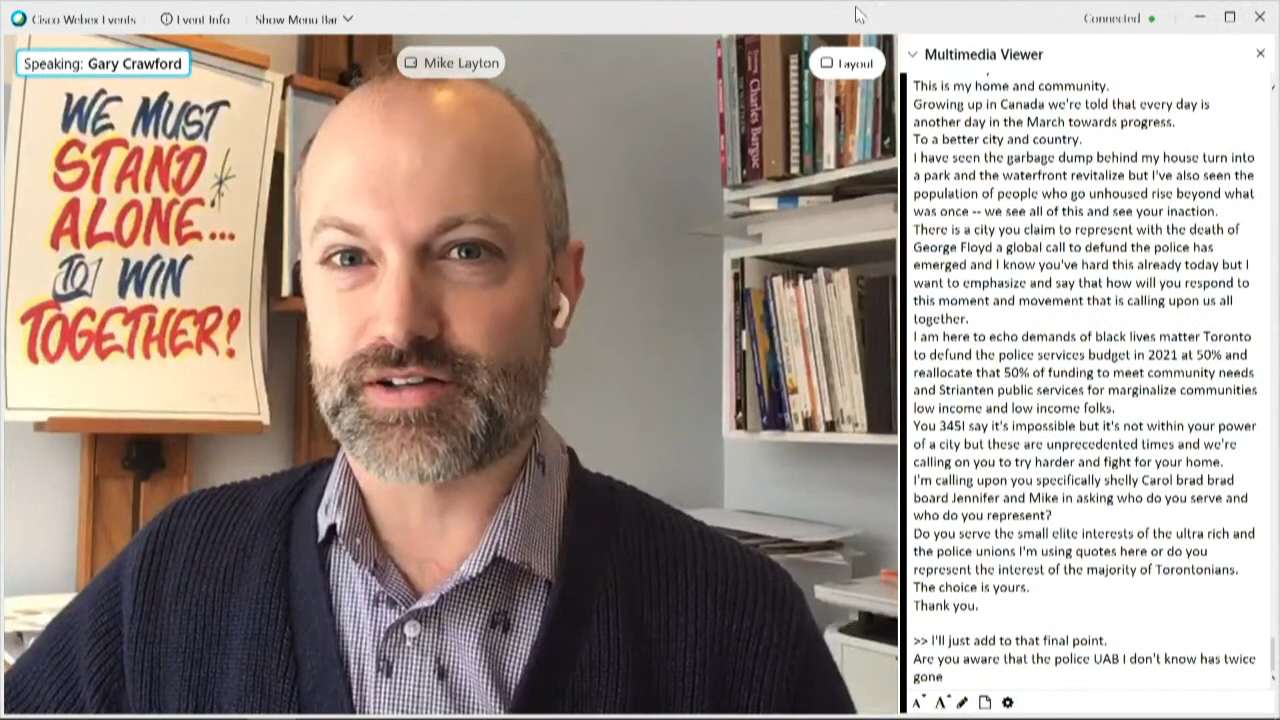 Cisco Webex Events
Event Info
Show Menu Bar
Connected
Speaking: Gary Crawford
Mike Layton
Layout
WE MUST
STAND
ALONE...
TO WIN
TOGETHER!
Charles Bargue
Multimedia Viewer
This is my home and community.
Growing up in Canada we're told that every day is
another day in the March towards progress.
To a better city and country.
I have seen the garbage dump behind my house turn into
a park and the waterfront revitalize but I've also seen the
population of people who go unhoused rise beyond what
was once -- we see all of this and see your inaction.
There is a city you claim to represent with the death of
George Floyd a global call to defund the police has
emerged and I know you've hard this already today but I
want to emphasize and say that how will you respond to
this moment and movement that is calling upon us all
together.
I am here to echo demands of black lives matter Toronto
to defund the police services budget in 2021 at 50% and
reallocate that 50% of funding to meet community needs
and Strianten public services for marginalize communities
low income and low income folks.
You 345I say it's impossible but it's not within your power
of a city but these are unprecedented times and we're
calling on you to try harder and fight for your home.
I'm calling upon you specifically shelly Carol brad brad
board Jennifer and Mike in asking who do you serve and
who do you represent?
Do you serve the small elite interests of the ultra rich and
the police unions I'm using quotes here or do you
represent the interest of the majority of Torontonians.
The choice is yours.
Thank you.
>> I'll just add to that final point.
Are you aware that the police UAB I don't know has twice
gone